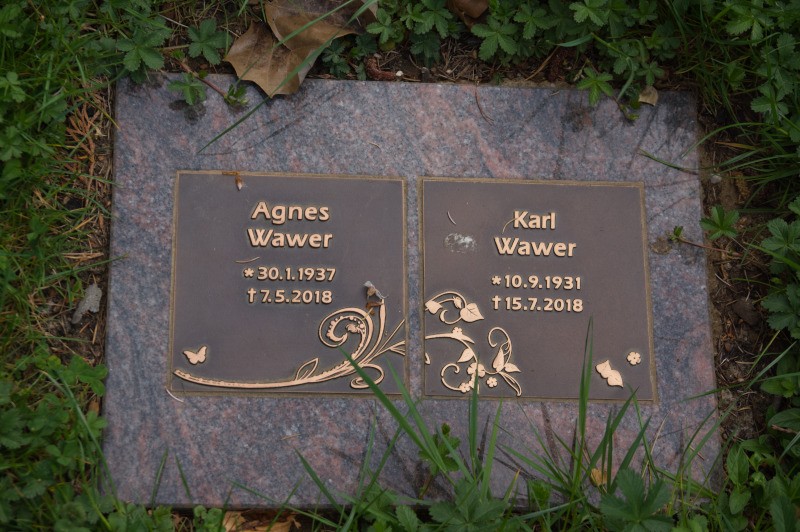 Agnes
Wawer
* 30.1.1937
† 7.5.2018
Karl
Wawer
* 10.9.1931
† 15.7.2018